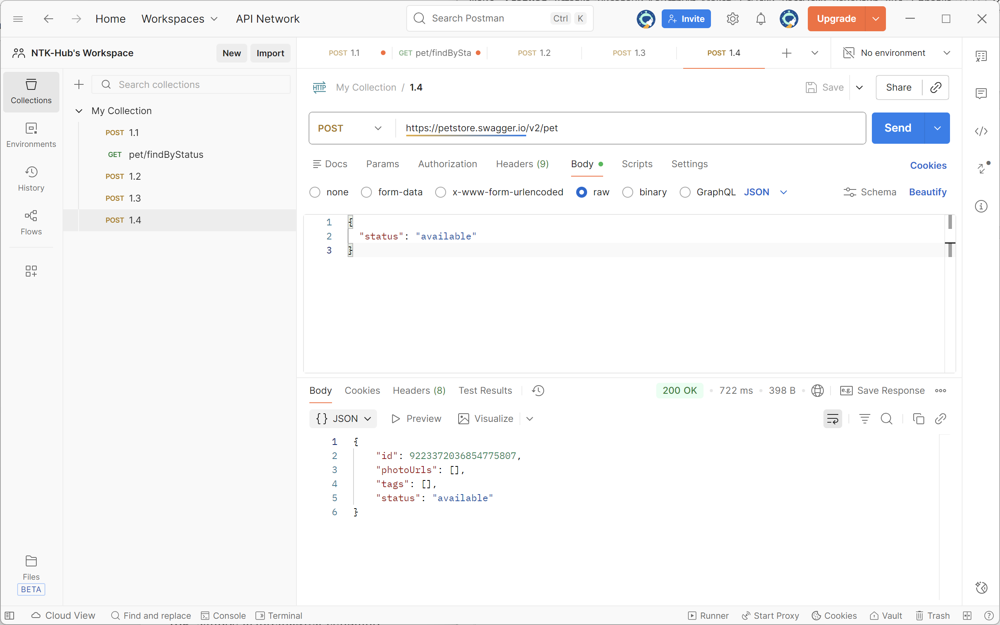 Home Workspaces API Network Search Postman Ctrl K Invite Upgrade
NTK-Hub's Workspace New Import
POST 1.1 GET pet/findBySta POST 1.2 POST 1.3 POST 1.4 No environment
Collections
Environments
History
Flows
Files
BETA
Search collections
My Collection
POST 1.1
GET pet/findByStatus
POST 1.2
POST 1.3
POST 1.4
HTTP My Collection / 1.4 Save Share
POST https://petstore.swagger.io/v2/pet Send
Docs Params Authorization Headers (9) Body Scripts Settings Cookies
none form-data x-www-form-urlencoded raw binary GraphQL JSON Schema Beautify
1 {
2 "status": "available"
3 }
Body Cookies Headers (8) Test Results 200 OK 722 ms 398 B e.g. Save Response
{} JSON Preview Visualize
1 {
2 "id": 9223372036854775807,
3 "photoUrls": [],
4 "tags": [],
5 "status": "available"
6 }
Cloud View Find and replace Console Terminal Runner Start Proxy Cookies Vault Trash